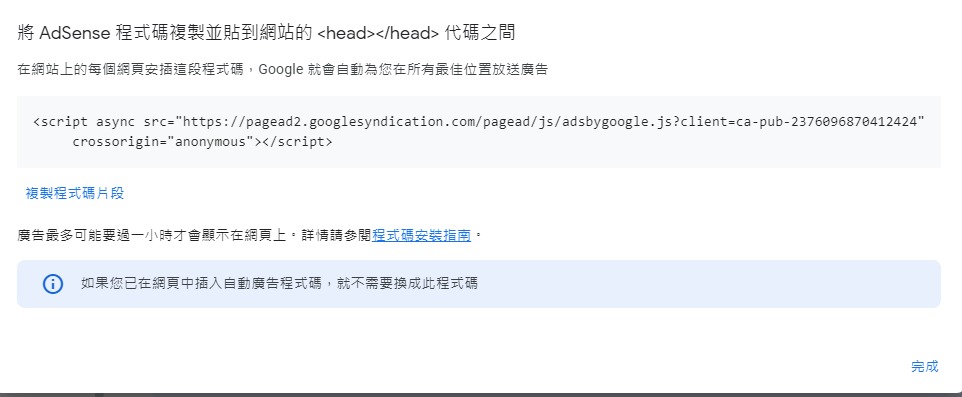 將 AdSense 程式碼複製並貼到網站的 <head></head> 代碼之間
在網站上的每個網頁安插這段程式碼，Google 就會自動為您在所有最佳位置放送廣告
<script async src="https://pagead2.googlesyndication.com/pagead/js/adsbygoogle.js?client=ca-pub-2376096870412424"
crossorigin="anonymous"></script>
複製程式碼片段
廣告最多可能要過一小時才會顯示在網頁上。詳情請參閱程式碼安裝指南。
如果您已在網頁中插入自動廣告程式碼，就不需要換成此程式碼
完成